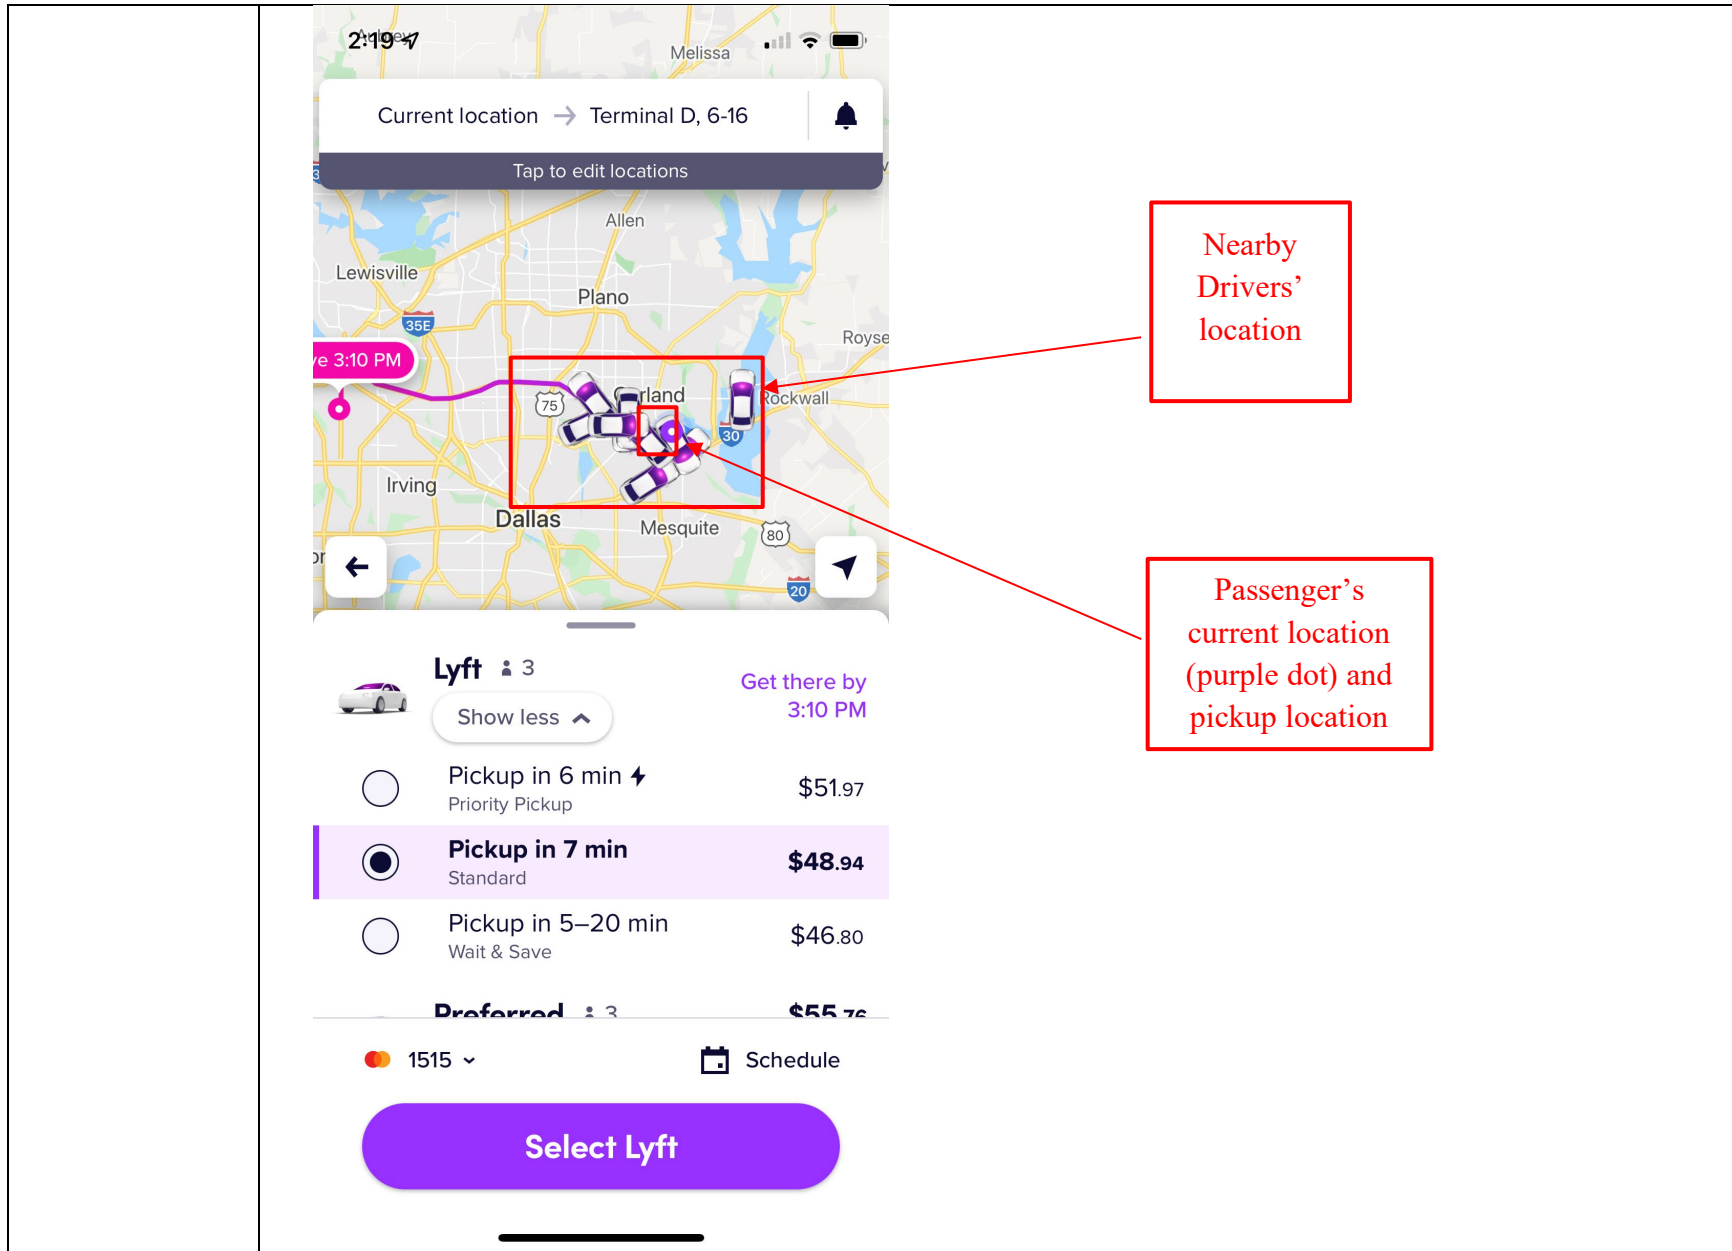 Aubrey
2:19
Melissa
Current location → Terminal D, 6-16
Tap to edit locations
Allen
Lewisville
Plano
35E
Royse
ve 3:10 PM
75
rland
Rockwall
30
Irving
Dallas
Mesquite
80
20
Lyft 3
Show less
Get there by
3:10 PM
Pickup in 6 min
Priority Pickup
$51.97
Pickup in 7 min
Standard
$48.94
Pickup in 5–20 min
Wait & Save
$46.80
Preferred 3
$55.76
1515
Schedule
Select Lyft
Nearby
Drivers’
location
Passenger’s
current location
(purple dot) and
pickup location